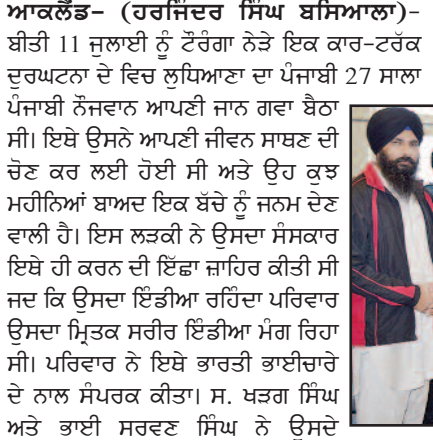 ਆਕਲੈਂਡ- (ਹਰਜਿੰਦਰ ਸਿੰਘ ਬਸਿਆਲਾ)-
ਬੀਤੀ 11 ਜੁਲਾਈ ਨੂੰ ਟੌਰੰਗਾ ਨੇੜੇ ਇਕ ਕਾਰ-ਟਰੱਕ
ਦੁਰਘਟਨਾ ਦੇ ਵਿਚ ਲੁਧਿਆਣਾ ਦਾ ਪੰਜਾਬੀ 27 ਸਾਲਾ
ਪੰਜਾਬੀ ਨੌਜਵਾਨ ਆਪਣੀ ਜਾਨ ਗਵਾ ਬੈਠਾ
ਸੀ। ਇਥੇ ਉਸਨੇ ਆਪਣੀ ਜੀਵਨ ਸਾਥਣ ਦੀ
ਚੋਣ ਕਰ ਲਈ ਹੋਈ ਸੀ ਅਤੇ ਉਹ ਕੁਝ
ਮਹੀਨਿਆਂ ਬਾਅਦ ਇਕ ਬੱਚੇ ਨੂੰ ਜਨਮ ਦੇਣ
ਵਾਲੀ ਹੈ। ਇਸ ਲੜਕੀ ਨੇ ਉਸਦਾ ਸੰਸਕਾਰ
ਇਥੇ ਹੀ ਕਰਨ ਦੀ ਇੱਛਾ ਜ਼ਾਹਿਰ ਕੀਤੀ ਸੀ
ਜਦ ਕਿ ਉਸਦਾ ਇੰਡੀਆ ਰਹਿੰਦਾ ਪਰਿਵਾਰ
ਉਸਦਾ ਮ੍ਰਿਤਕ ਸਰੀਰ ਇੰਡੀਆ ਮੰਗ ਰਿਹਾ
ਸੀ। ਪਰਿਵਾਰ ਨੇ ਇਥੇ ਭਾਰਤੀ ਭਾਈਚਾਰੇ
ਦੇ ਨਾਲ ਸੰਪਰਕ ਕੀਤਾ। ਸ. ਖੜਗ ਸਿੰਘ
ਅਤੇ ਭਾਈ ਸਰਵਣ ਸਿੰਘ ਨੇ ਉਸਦੇ